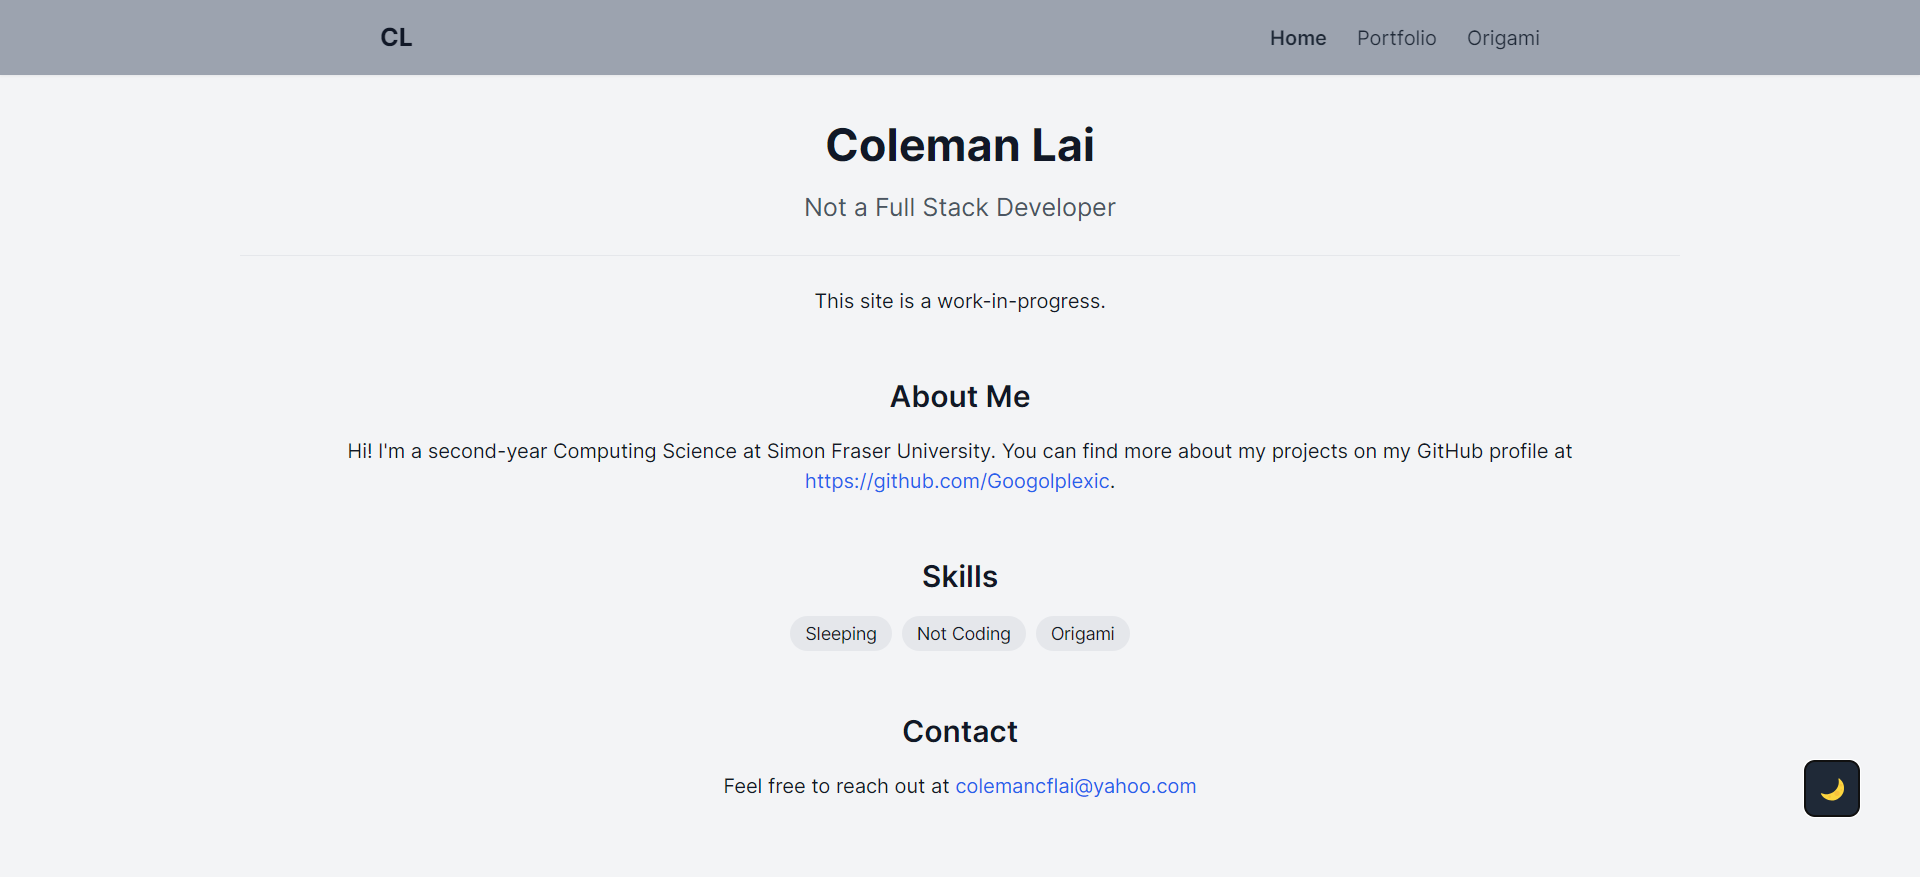 CL
Home Portfolio Origami
Coleman Lai
Not a Full Stack Developer
This site is a work-in-progress.
About Me
Hi! I'm a second-year Computing Science at Simon Fraser University. You can find more about my projects on my GitHub profile at
https://github.com/Googolplexic.
Skills
Sleeping Not Coding Origami
Contact
Feel free to reach out at colemancflai@yahoo.com